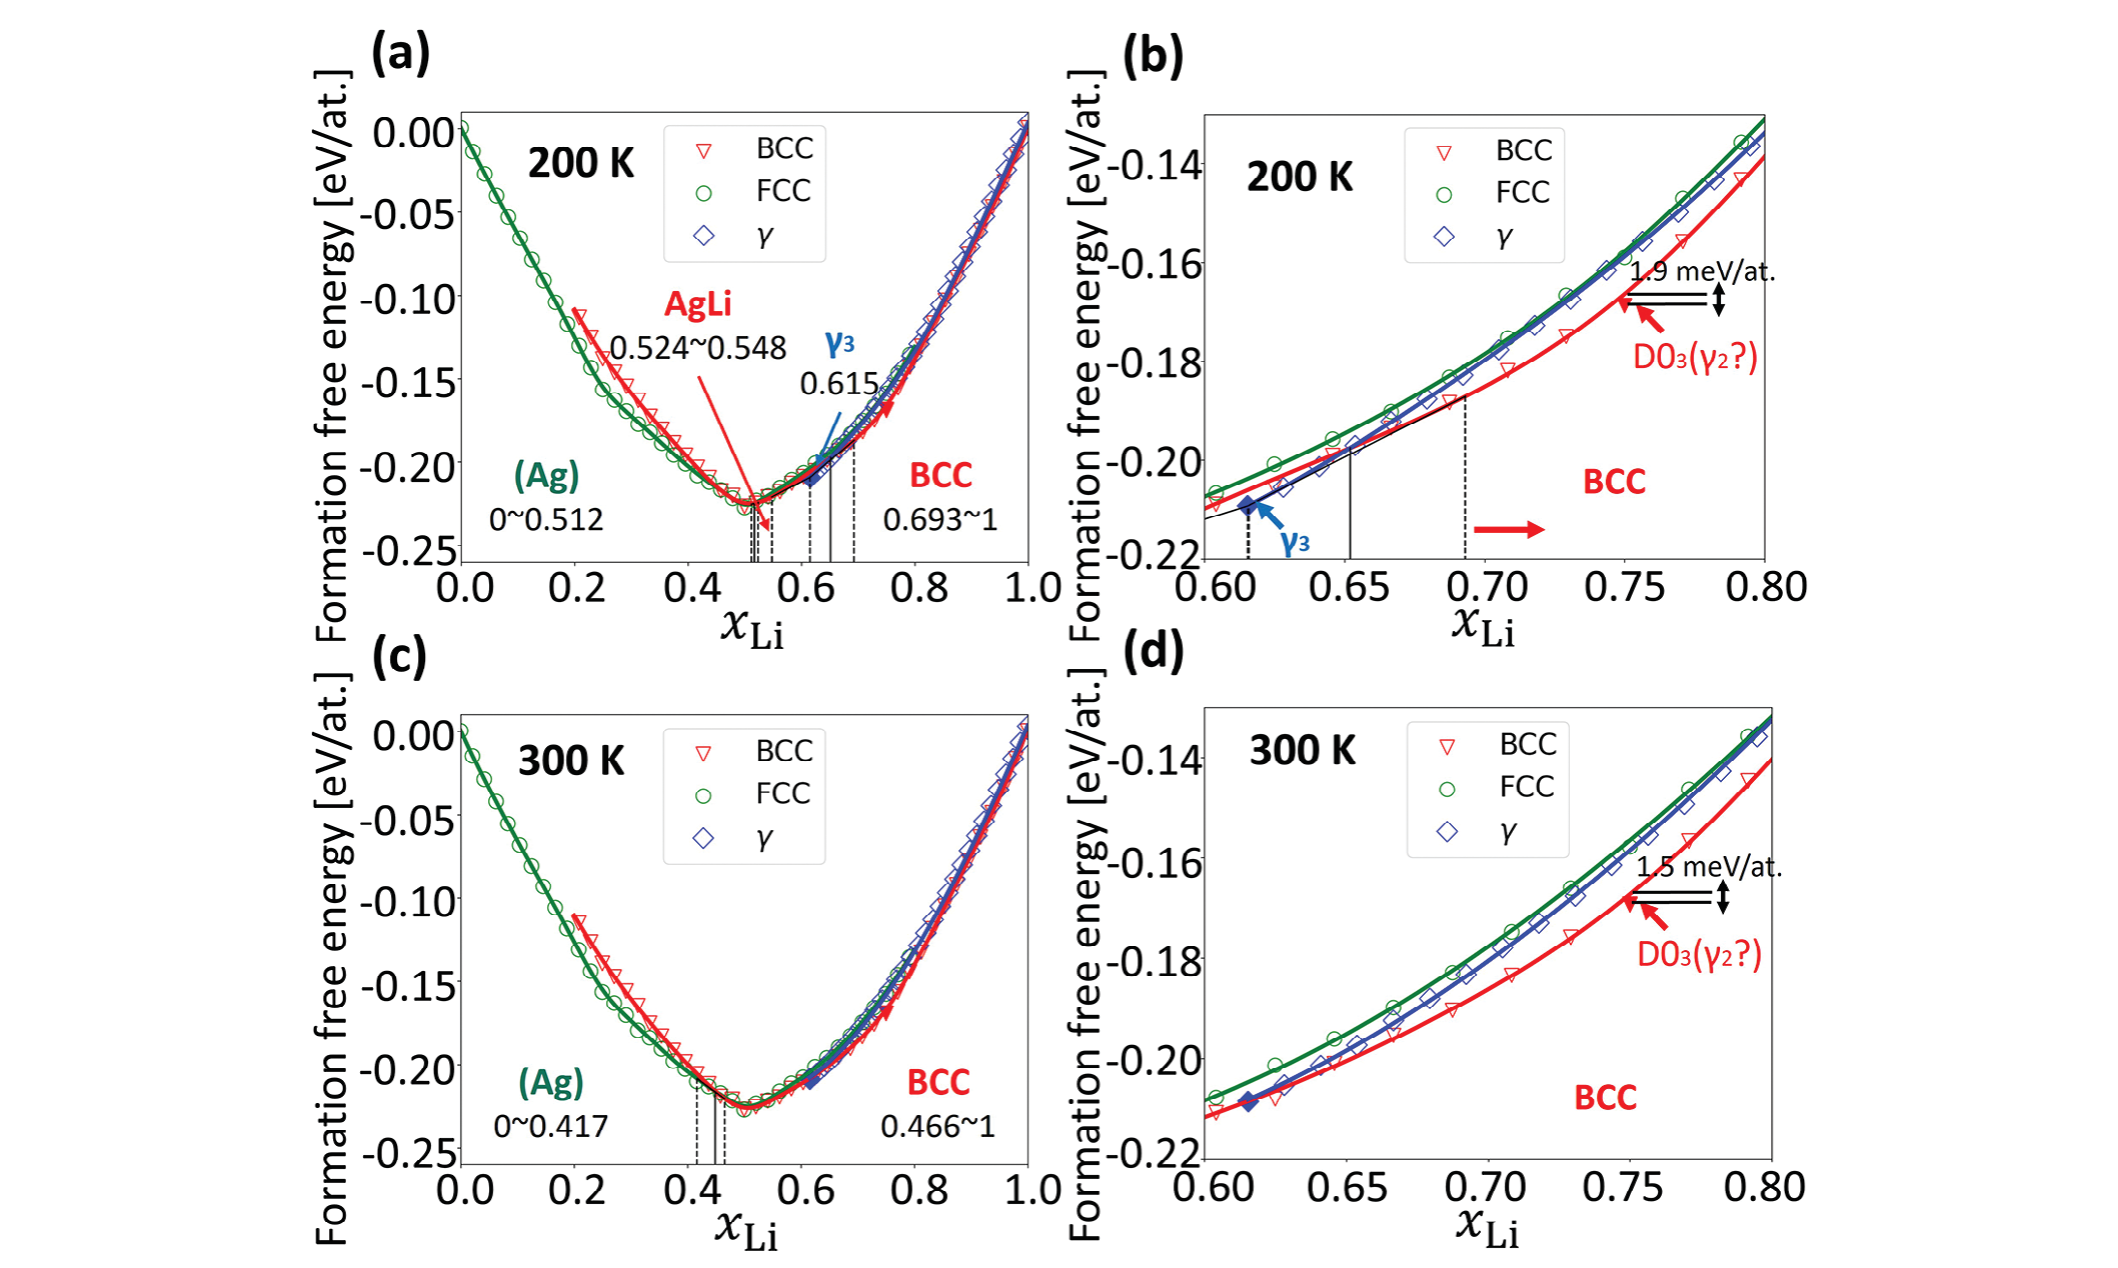 (a)
Formation free energy [eV/at.]
0.00
-0.05
-0.10
-0.15
-0.20
-0.25
200 K
BCC
FCC
γ
AgLi
0.524~0.548
γ3
0.615
(Ag)
0~0.512
BCC
0.693~1
0.0 0.2 0.4 0.6 0.8 1.0
xLi
(b)
Formation free energy [eV/at.]
-0.14
-0.16
-0.18
-0.20
-0.22
200 K
BCC
FCC
γ
1.9 meV/at.
D03(γ2?)
BCC
γ3
0.60 0.65 0.70 0.75 0.80
xLi
(c)
Formation free energy [eV/at.]
0.00
-0.05
-0.10
-0.15
-0.20
-0.25
300 K
BCC
FCC
γ
(Ag)
0~0.417
BCC
0.466~1
0.0 0.2 0.4 0.6 0.8 1.0
xLi
(d)
Formation free energy [eV/at.]
-0.14
-0.16
-0.18
-0.20
-0.22
300 K
BCC
FCC
γ
1.5 meV/at.
D03(γ2?)
BCC
0.60 0.65 0.70 0.75 0.80
xLi